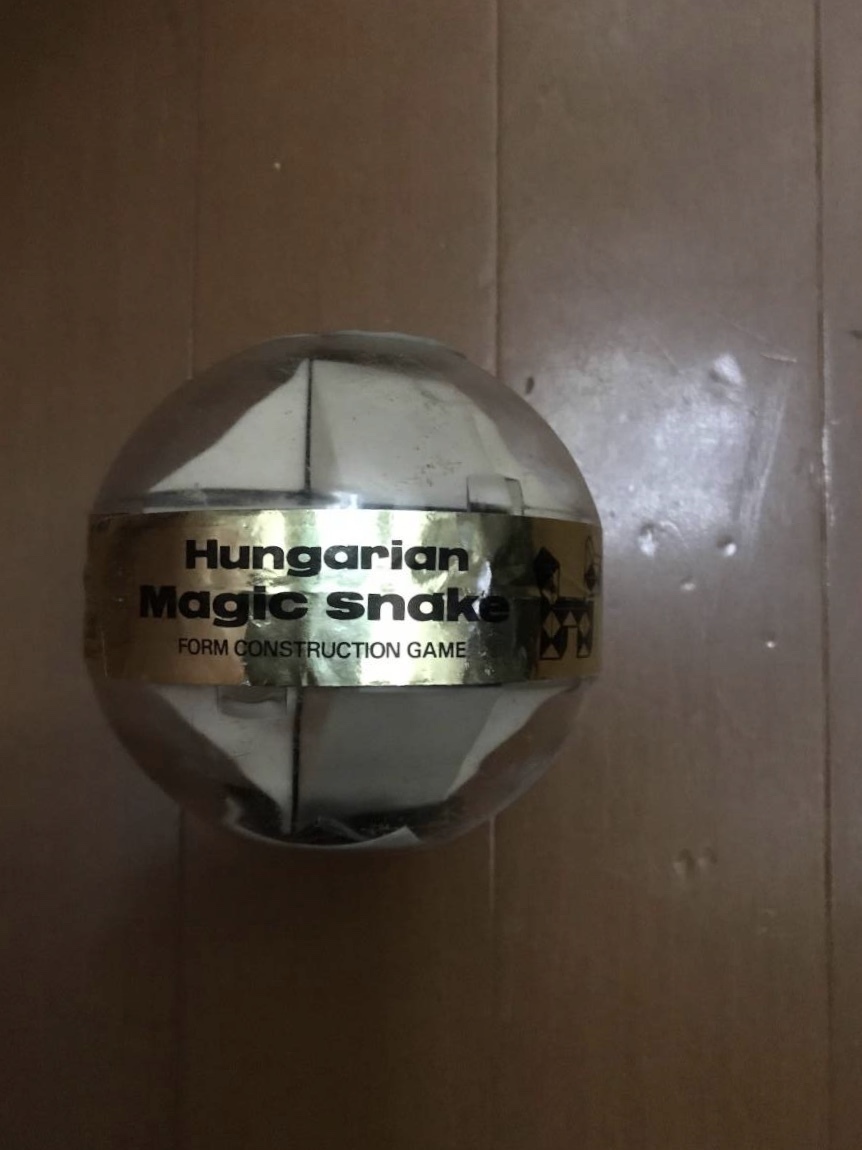 Hungarian
Magic snake
FORM CONSTRUCTION GAME